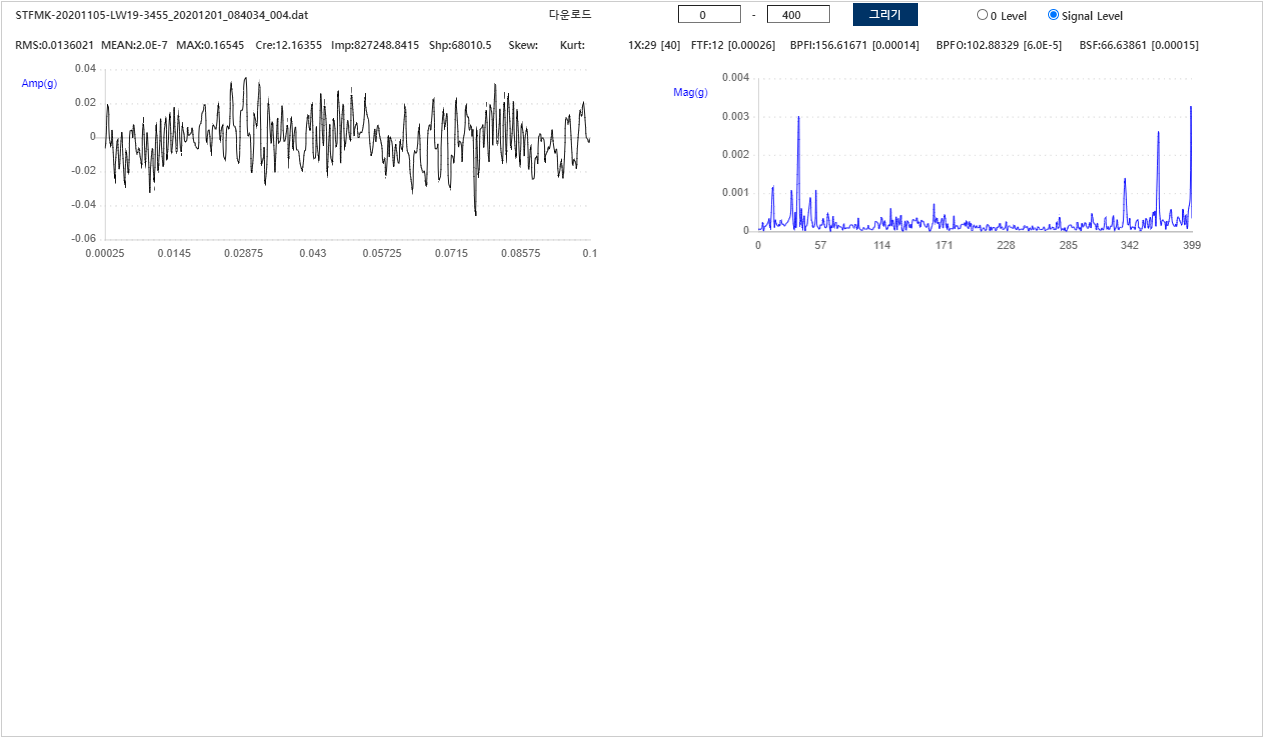 STFMK-20201105-LW19-3455_20201201_084034_004.dat 다운로드 0 - 400 그리기 0 Level Signal Level
RMS:0.0136021 MEAN:2.0E-7 MAX:0.16545 Cre:12.16355 Imp:827248.8415 Shp:68010.5 Skew: Kurt: 1X:29 [40] FTF:12 [0.00026] BPFI:156.61671 [0.00014] BPFO:102.88329 [6.0E-5] BSF:66.63861 [0.00015]
Amp(g)
0.04
0.02
0
-0.02
-0.04
-0.06
0.00025 0.0145 0.02875 0.043 0.05725 0.0715 0.08575 0.1
Mag(g)
0.004
0.003
0.002
0.001
0
0 57 114 171 228 285 342 399